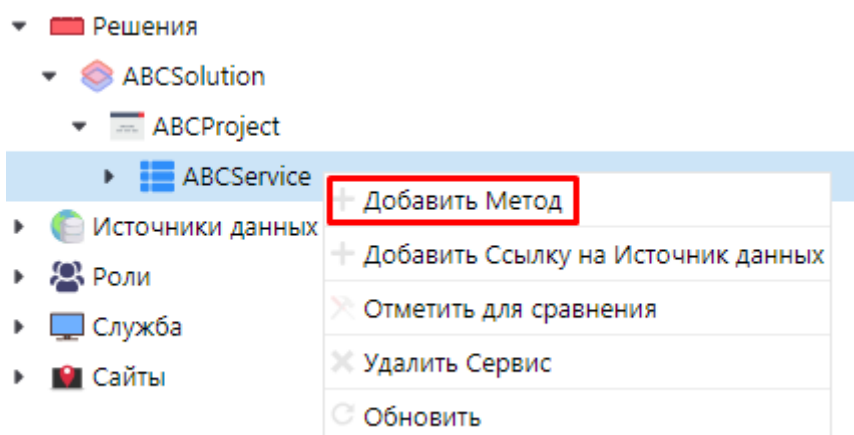 Решения
ABCSolution
ABCProject
ABCService
Добавить Метод
Источники данных
Добавить Ссылку на Источник данных
Роли
Отметить для сравнения
Служба
Удалить Сервис
Сайты
Обновить